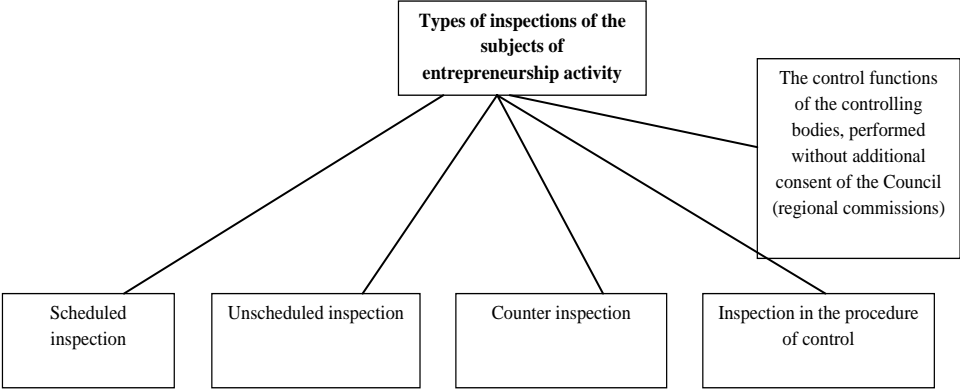 Types of inspections of the
subjects of
entrepreneurship activity
The control functions
of the controlling
bodies, performed
without additional
consent of the Council
(regional commissions)
Scheduled
inspection
Unscheduled inspection
Counter inspection
Inspection in the procedure
of control